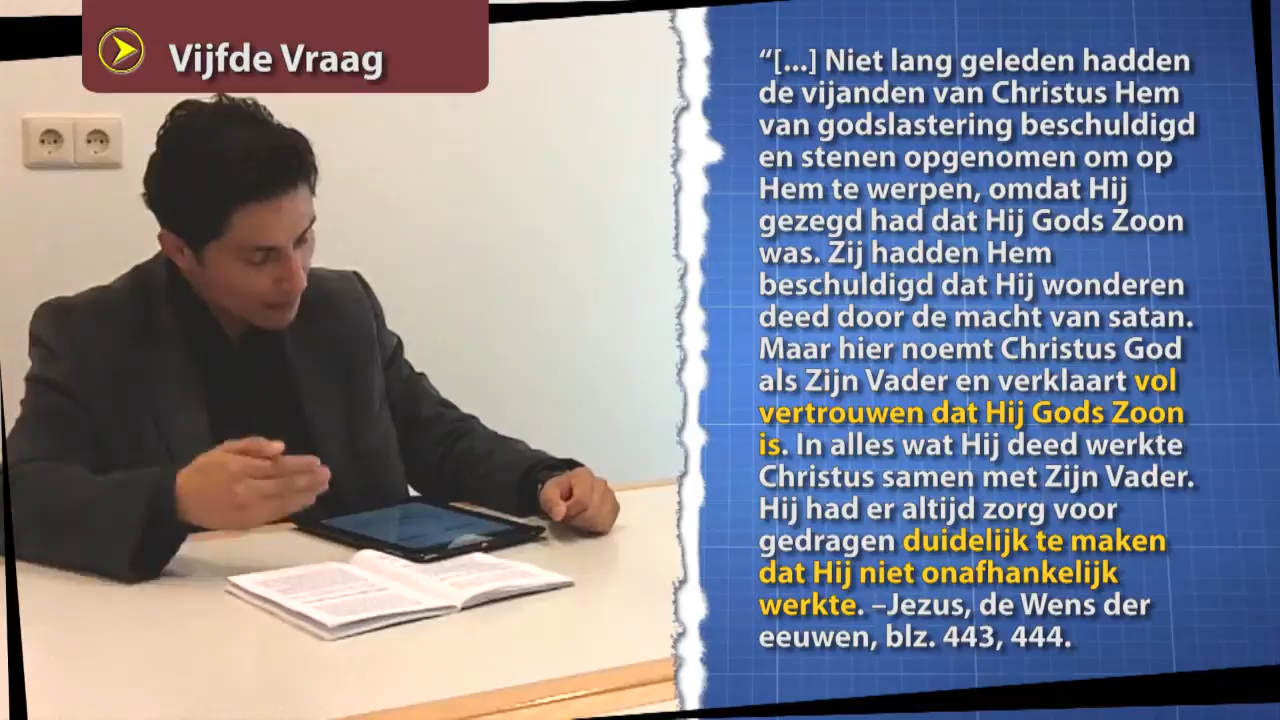 Vijfde Vraag
“[...] Niet lang geleden hadden
de vijanden van Christus Hem
van godslastering beschuldigd
en stenen opgenomen om op
Hem te werpen, omdat Hij
gezegd had dat Hij Gods Zoon
was. Zij hadden Hem
beschuldigd dat Hij wonderen
deed door de macht van satan.
Maar hier noemt Christus God
als Zijn Vader en verklaart vol
vertrouwen dat Hij Gods Zoon
is. In alles wat Hij deed werkte
Christus samen met Zijn Vader.
Hij had er altijd zorg voor
gedragen duidelijk te maken
dat Hij niet onafhankelijk
werkte. –Jezus, de Wens der
eeuwen, blz. 443, 444.